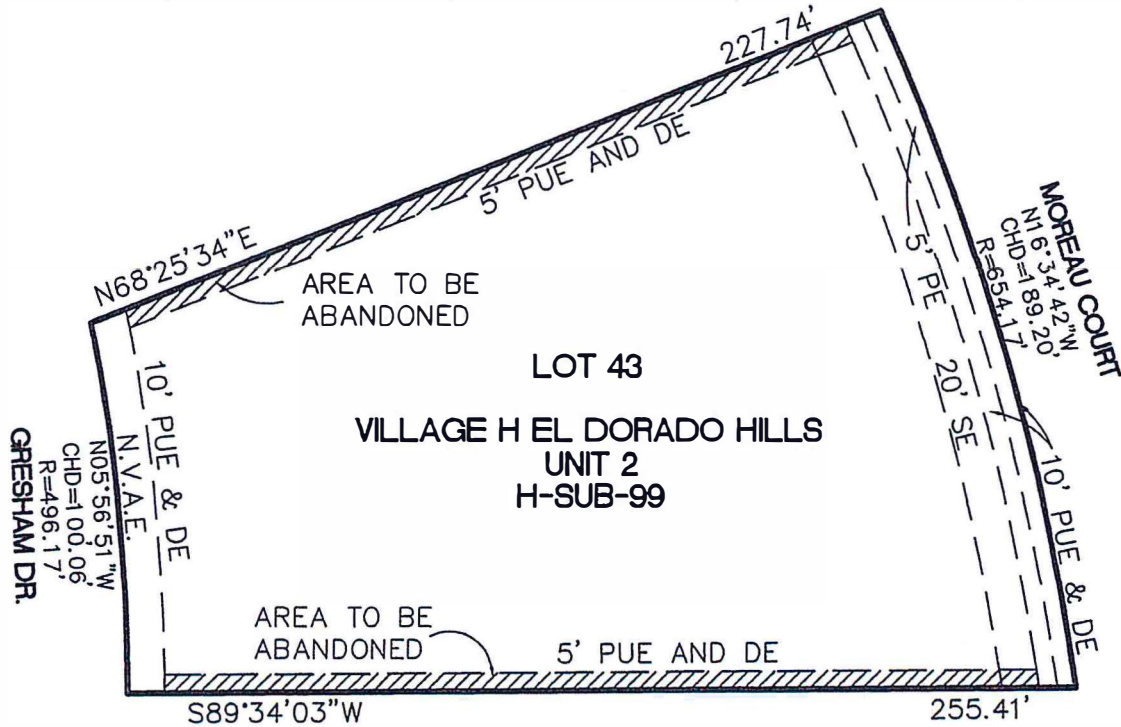 227.74'
N68°25'34"E
5' PUE AND DE
AREA TO BE
ABANDONED
MOREAU COURT
N16°34'42"W
CHD=189.20'
R=654.17'
5' PE
20' SE
10' PUE & DE
LOT 43
VILLAGE H EL DORADO HILLS
UNIT 2
H-SUB-99
10' PUE & DE
N.V.A.E.
N05°56'51"W
CHD=100.06'
R=496.17'
GRESHAM DR.
AREA TO BE
ABANDONED
5' PUE AND DE
S89°34'03"W
255.41'